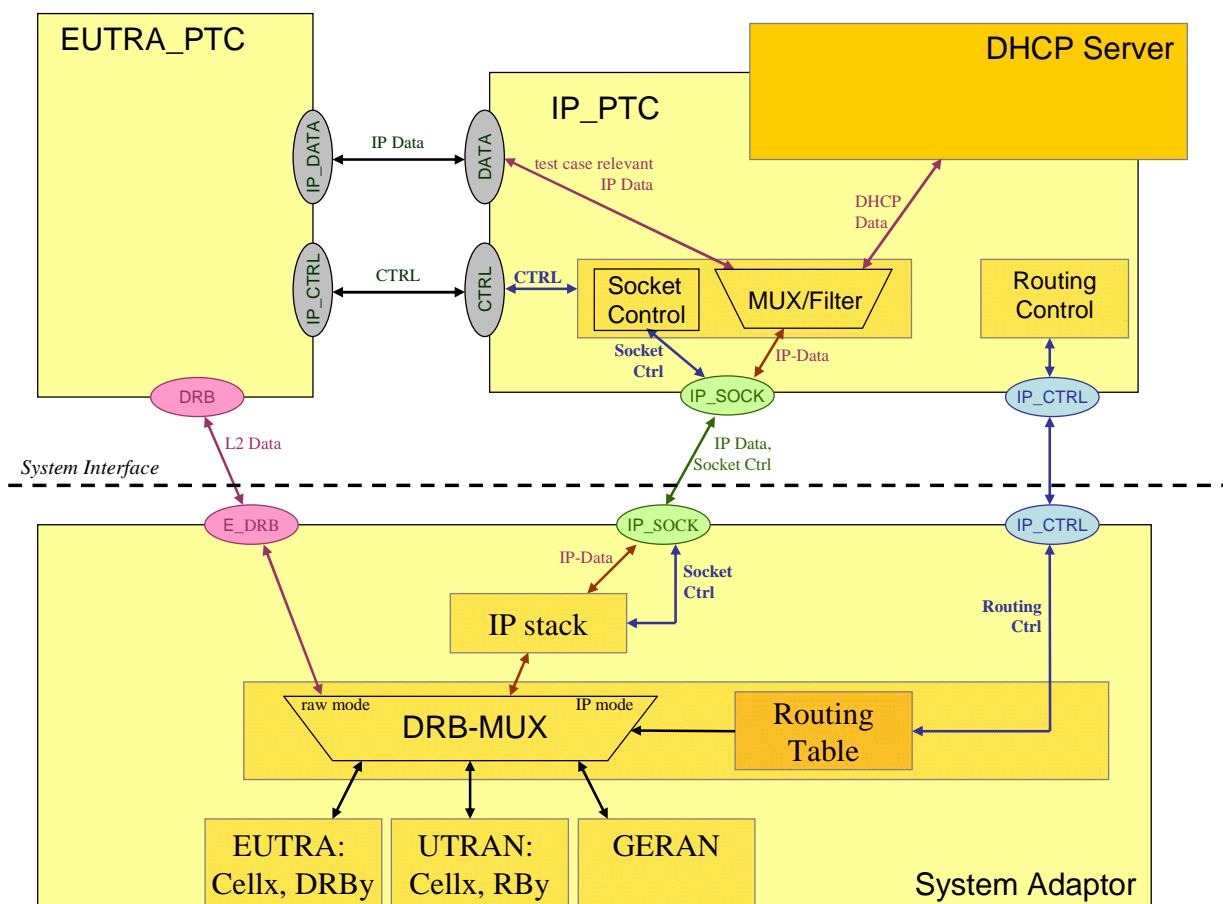 EUTRA_PTC
DHCP Server
IP_PTC
IP_DATA
IP Data
DATA
test case relevant
IP Data
DHCP
Data
IP_CTRL
CTRL
CTRL
CTRL
Socket
Control
MUX/Filter
Routing
Control
Socket
Ctrl
IP-Data
DRB
IP_SOCK
IP_CTRL
L2 Data
IP Data,
Socket Ctrl
System Interface
E_DRB
IP_SOCK
IP_CTRL
IP-Data
Socket
Ctrl
IP stack
Routing
Ctrl
raw mode
IP mode
DRB-MUX
Routing
Table
EUTRA:
Cellx, DRBy
UTRAN:
Cellx, RBy
GERAN
System Adaptor